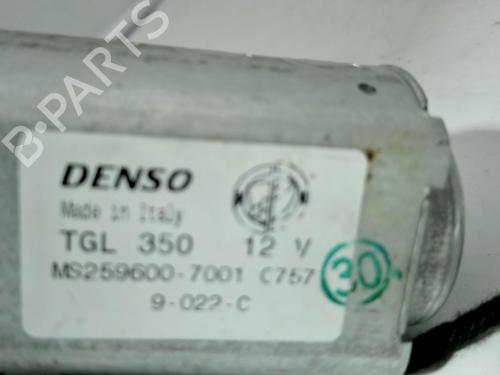 B-PARTS
DENSO
Made in Italy
TGL 350 12 V
MS259600-7001 C757
30
9-022-C